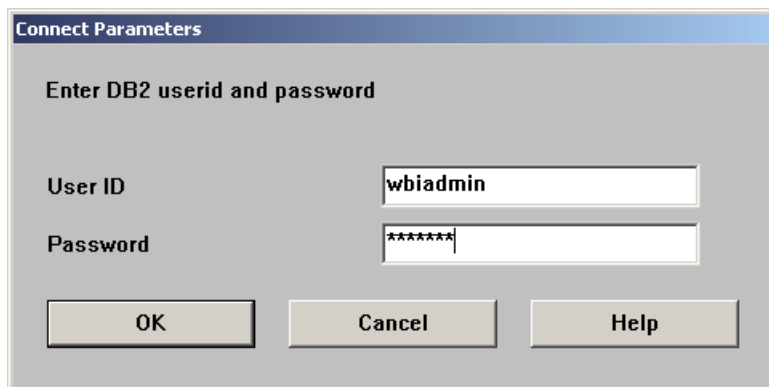 Connect Parameters
Enter DB2 userid and password
User ID wbiadmin
Password *******
OK Cancel Help